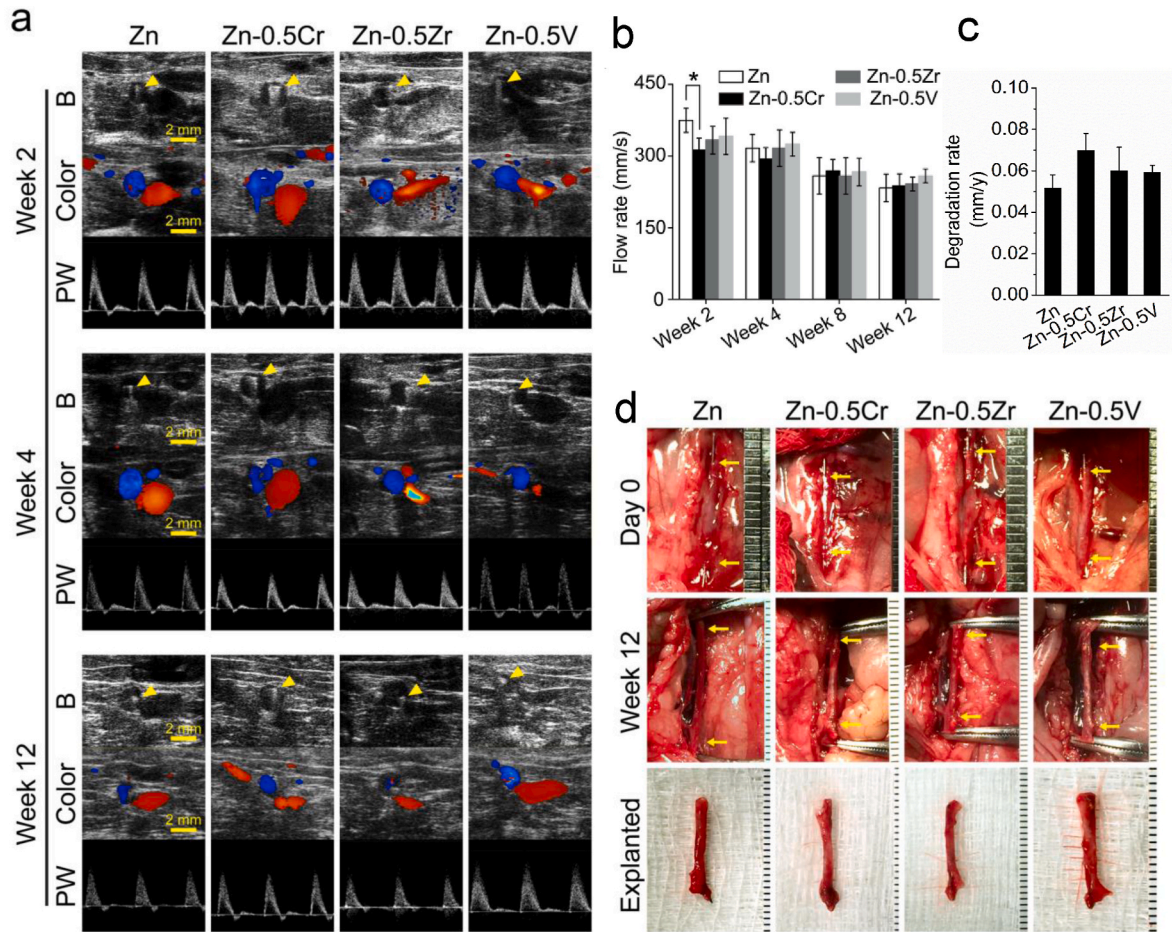 a
Zn Zn-0.5Cr Zn-0.5Zr Zn-0.5V
Week 2
B
2 mm
Color
2 mm
PW
Week 4
B
2 mm
Color
2 mm
PW
Week 12
B
2 mm
Color
2 mm
PW
b
Flow rate (mm/s)
450
300
150
0
*
Zn
Zn-0.5Cr
Zn-0.5Zr
Zn-0.5V
Week 2 Week 4 Week 8 Week 12
c
Degradation rate
(mm/y)
0.10
0.08
0.06
0.04
0.02
0.00
Zn
Zn-0.5Cr
Zn-0.5Zr
Zn-0.5V
d
Zn Zn-0.5Cr Zn-0.5Zr Zn-0.5V
Day 0
Week 12
Explanted